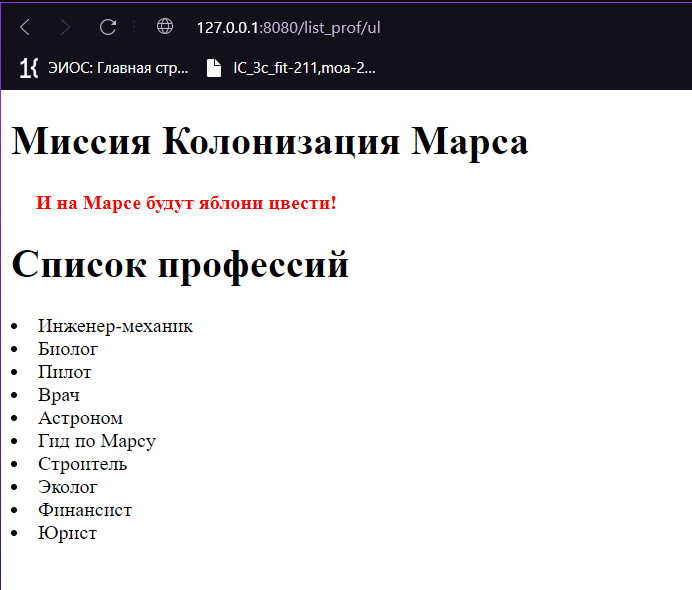 127.0.0.1:8080/list_prof/ul
1С ЭИОС: Главная стр... IC_3c_fit-211,moa-2...
Миссия Колонизация Марса
И на Марсе будут яблони цвести!
Список профессий
• Инженер-механик
• Биолог
• Пилот
• Врач
• Астроном
• Гид по Марсу
• Строитель
• Эколог
• Финансист
• Юрист